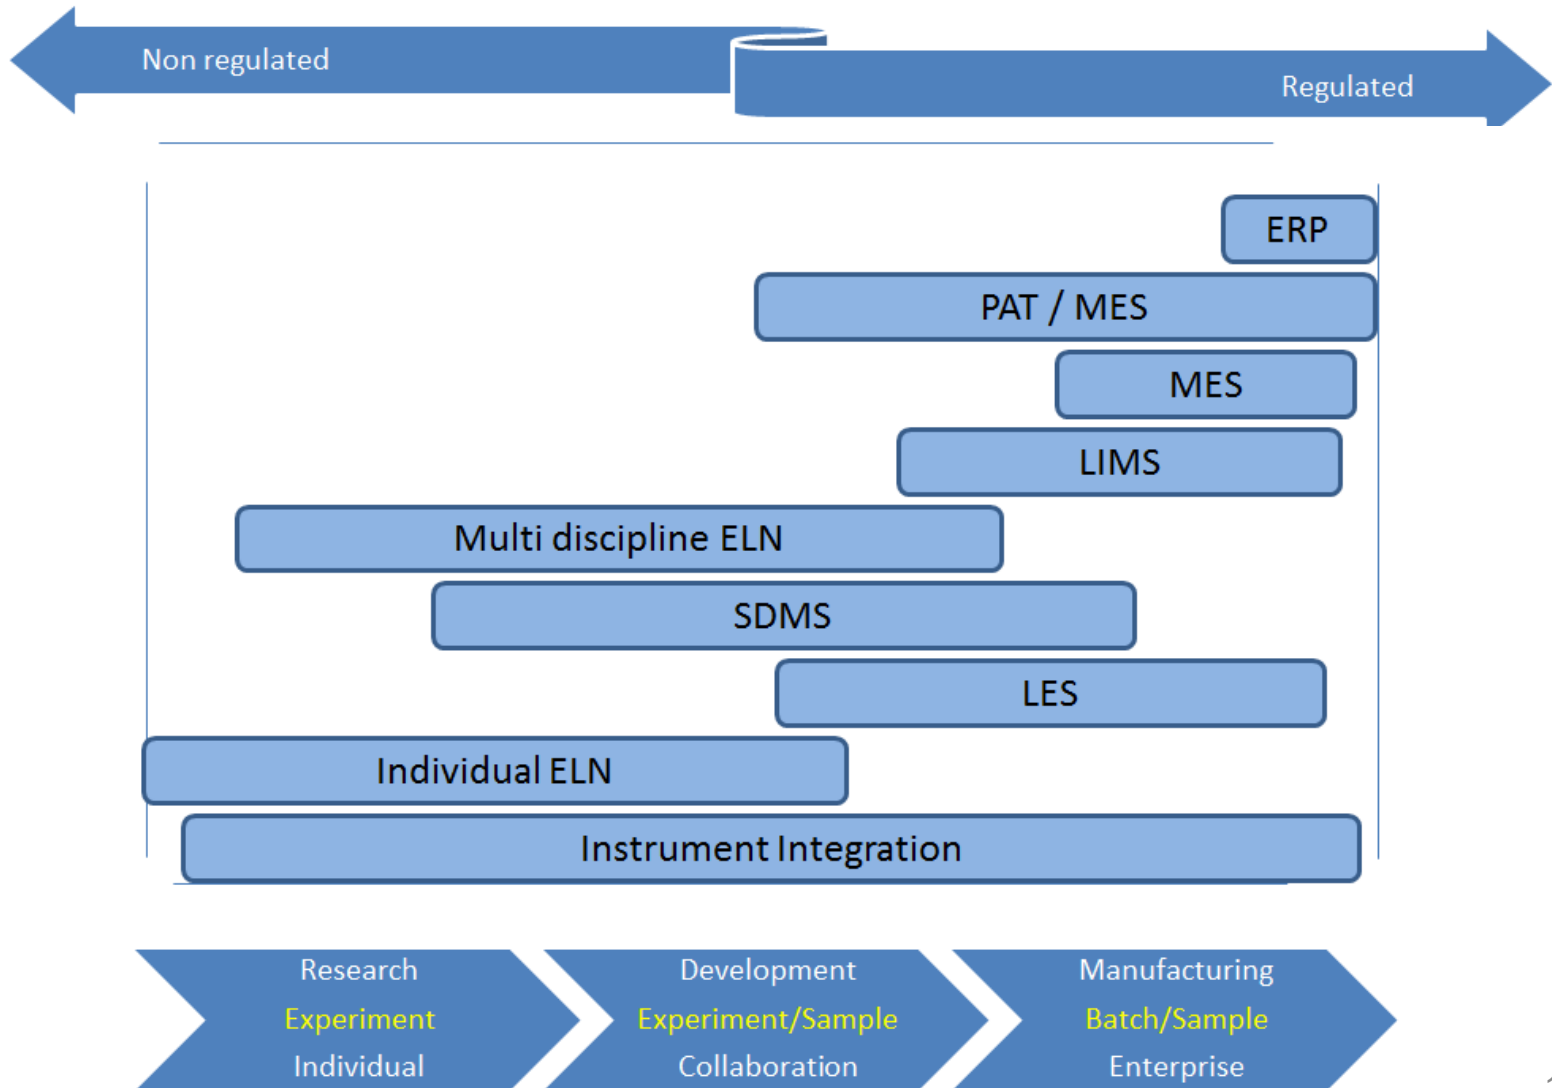 Non regulated
Regulated
ERP
PAT / MES
MES
LIMS
Multi discipline ELN
SDMS
LES
Individual ELN
Instrument Integration
Research
Experiment
Individual
Development
Experiment/Sample
Collaboration
Manufacturing
Batch/Sample
Enterprise